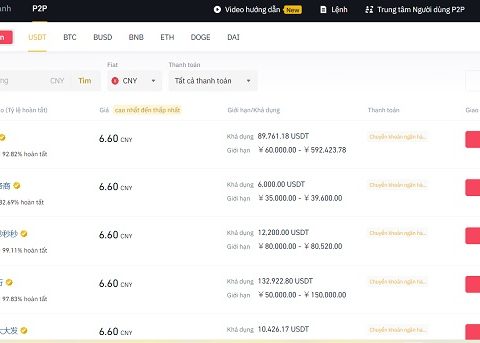 anh P2P Video hướng dẫn New Lệnh Trung tâm Người dùng P2P
USDT BTC BUSD BNB ETH DOGE DAI
Fiat Thanh toán
CNY Tìm CNY Tất cả thanh toán
(Tỷ lệ hoàn tất) Giá cao nhất đến thấp nhất Giới hạn/Khả dụng Thanh toán Giao
6.60 CNY Khả dụng 89.761,18 USDT Chuyển khoản ngân hà...
92.82% hoàn tất Giới hạn ¥ 60.000.00 - ¥ 592,423.78
商 6.60 CNY Khả dụng 6.000.00 USDT Chuyển khoản ngân hà...
82.69% hoàn tất Giới hạn ¥ 35.000.00 - ¥ 39,600.00
秒秒 6.60 CNY Khả dụng 12,200.00 USDT Chuyển khoản ngân hà...
99.11% hoàn tất Giới hạn ¥ 80.000.00 - ¥ 80,520.00
6.60 CNY Khả dụng 132,922.80 USDT Chuyển khoản ngân hà...
97.83% hoàn tất Giới hạn ¥ 50.000.00 - ¥ 150,000.00
大大发 6.60 CNY Khả dụng 10,426.17 USDT Chuyển khoản ngân hà...